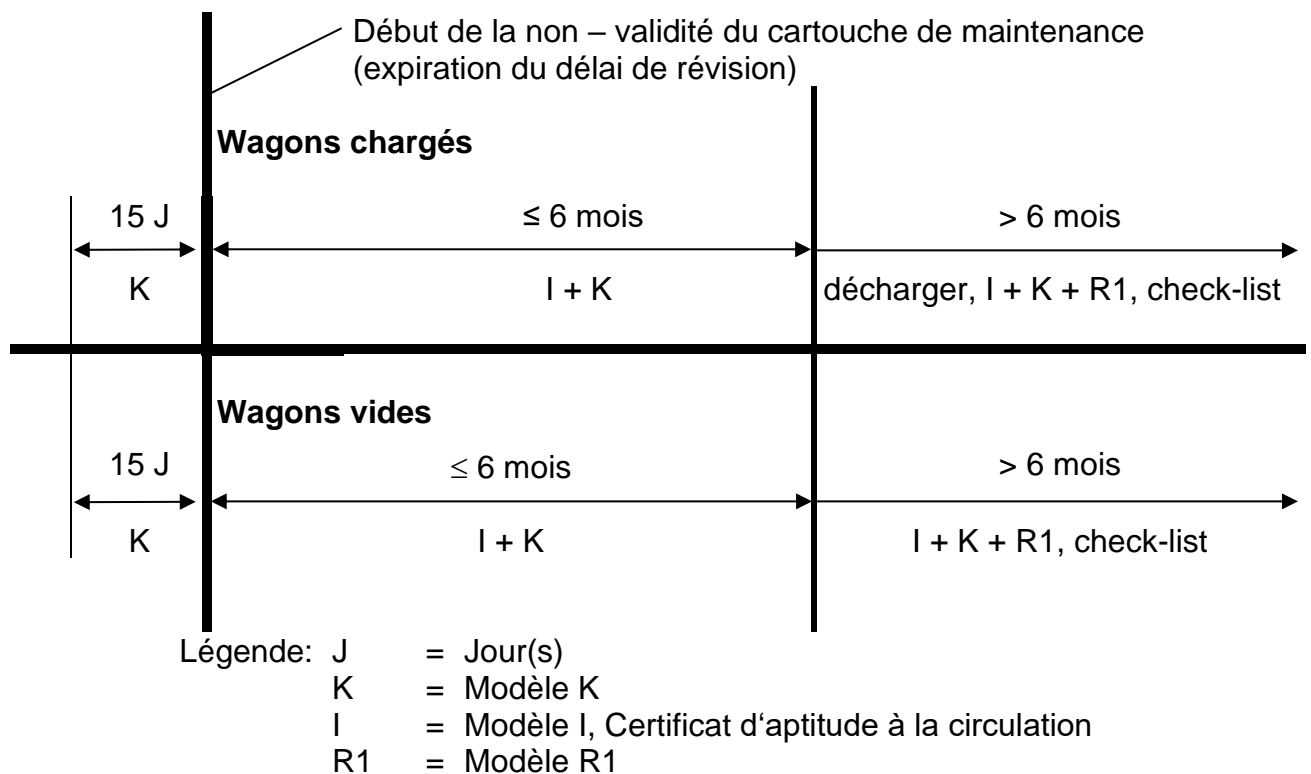 Début de la non – validité du cartouche de maintenance
(expiration du délai de révision)
Wagons chargés
15 J ≤ 6 mois > 6 mois
K I + K décharger, I + K + R1, check-list
Wagons vides
15 J ≤ 6 mois > 6 mois
K I + K I + K + R1, check-list
Légende: J = Jour(s)
K = Modèle K
I = Modèle I, Certificat d‘aptitude à la circulation
R1 = Modèle R1